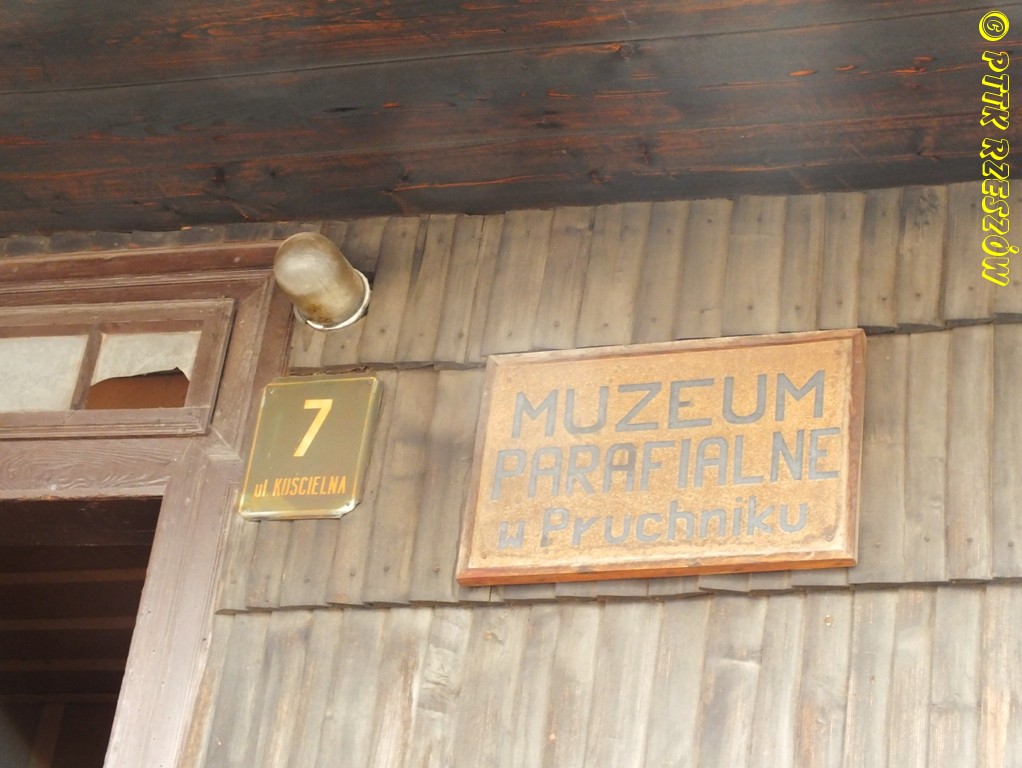 7
ul. KOŚCIELNA
MUZEUM
PARAFIALNE
w Pruchniku
© PTTK RZESZÓW